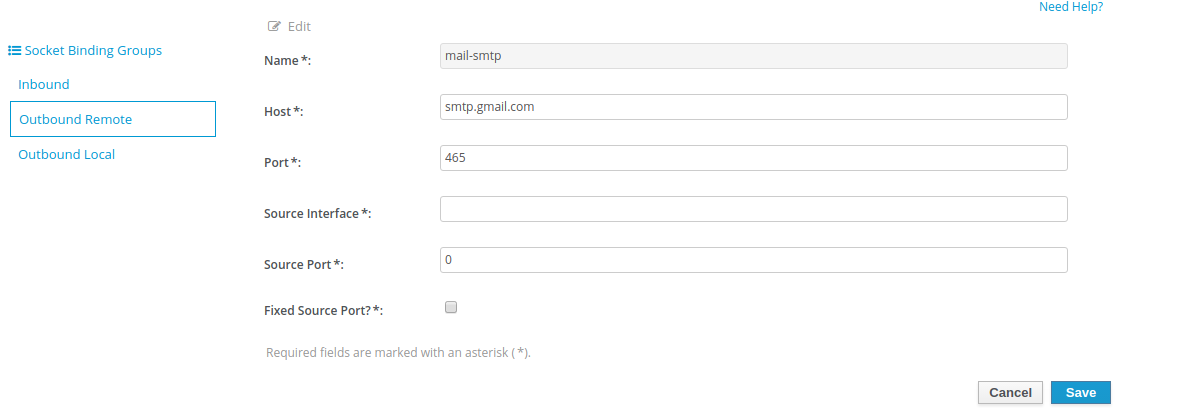 Need Help?
Edit
Socket Binding Groups
Inbound
Outbound Remote
Outbound Local
Name *: mail-smtp
Host *: smtp.gmail.com
Port *: 465
Source Interface *:
Source Port *: 0
Fixed Source Port? *:
Required fields are marked with an asterisk ( *).
Cancel Save